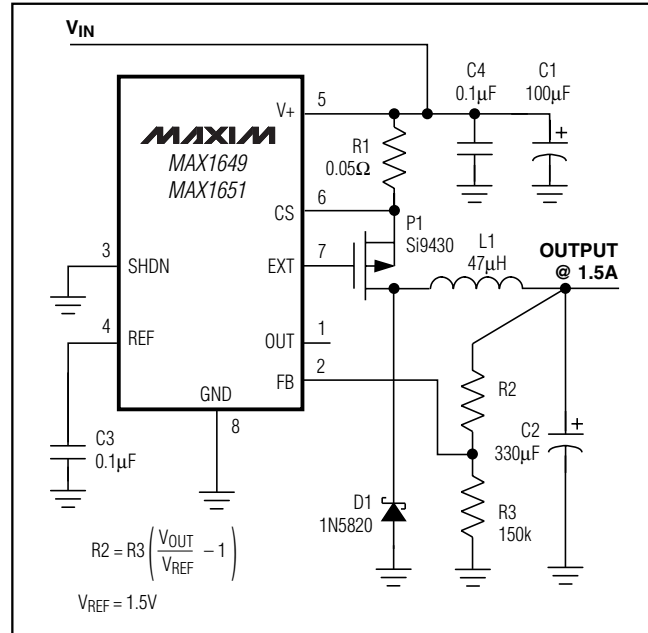 VIN
C4
0.1µF
C1
100µF
+
5
V+
MAXIM
MAX1649
MAX1651
R1
0.05Ω
6
CS
P1
Si9430
L1
47µH
OUTPUT
@ 1.5A
3
SHDN
7
EXT
4
REF
OUT
1
FB
2
R2
GND
8
C3
0.1µF
C2
330µF
+
D1
1N5820
R3
150k
R2 = R3 (VOUT / VREF − 1)
VREF = 1.5V